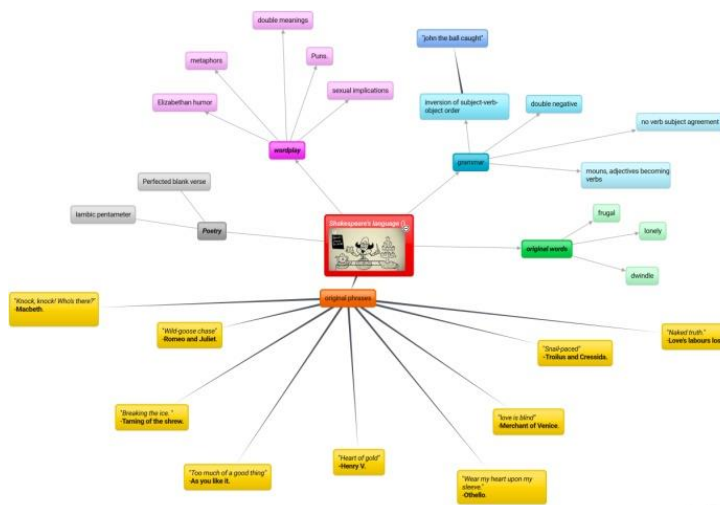 double meanings
"john the ball caught"
metaphors
Puns.
sexual implications
Elizabethan humor
inversion of subject-verb-
object order
double negative
no verb subject agreement
wordplay
grammar
mouns, adjectives becoming
verbs
Perfected blank verse
Iambic pentameter
Poetry
Shakespeare's language
frugal
lonely
original words
dwindle
original phrases
"Knock, knock! Who's there?"
-Macbeth.
"Wild-goose chase"
-Romeo and Juliet.
"Snail-paced"
-Troilus and Cressida.
"Naked truth."
-Love's labours los
"Breaking the ice. "
-Taming of the shrew.
"love is blind"
-Merchant of Venice.
"Too much of a good thing"
-As you like it.
"Heart of gold"
-Henry V.
"Wear my heart upon my
sleeve."
-Othello.